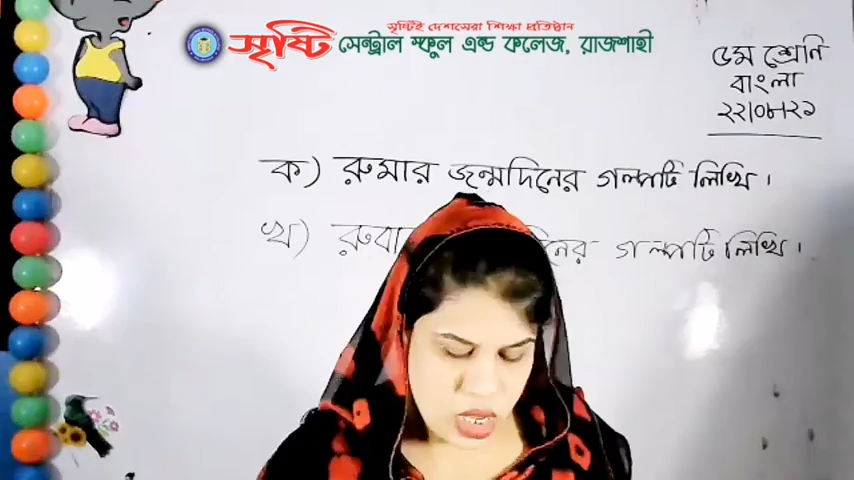 সৃষ্টিই দেশসেরা শিক্ষা প্রতিষ্ঠান
সৃষ্টি সেন্ট্রাল স্কুল এন্ড কলেজ, রাজশাহী
৫ম শ্রেণি
বাংলা
২২/০৮/২১
ক) রুমার জন্মদিনের গল্পটি লিখি।
খ) রুবা নের গল্পটি লিখি।